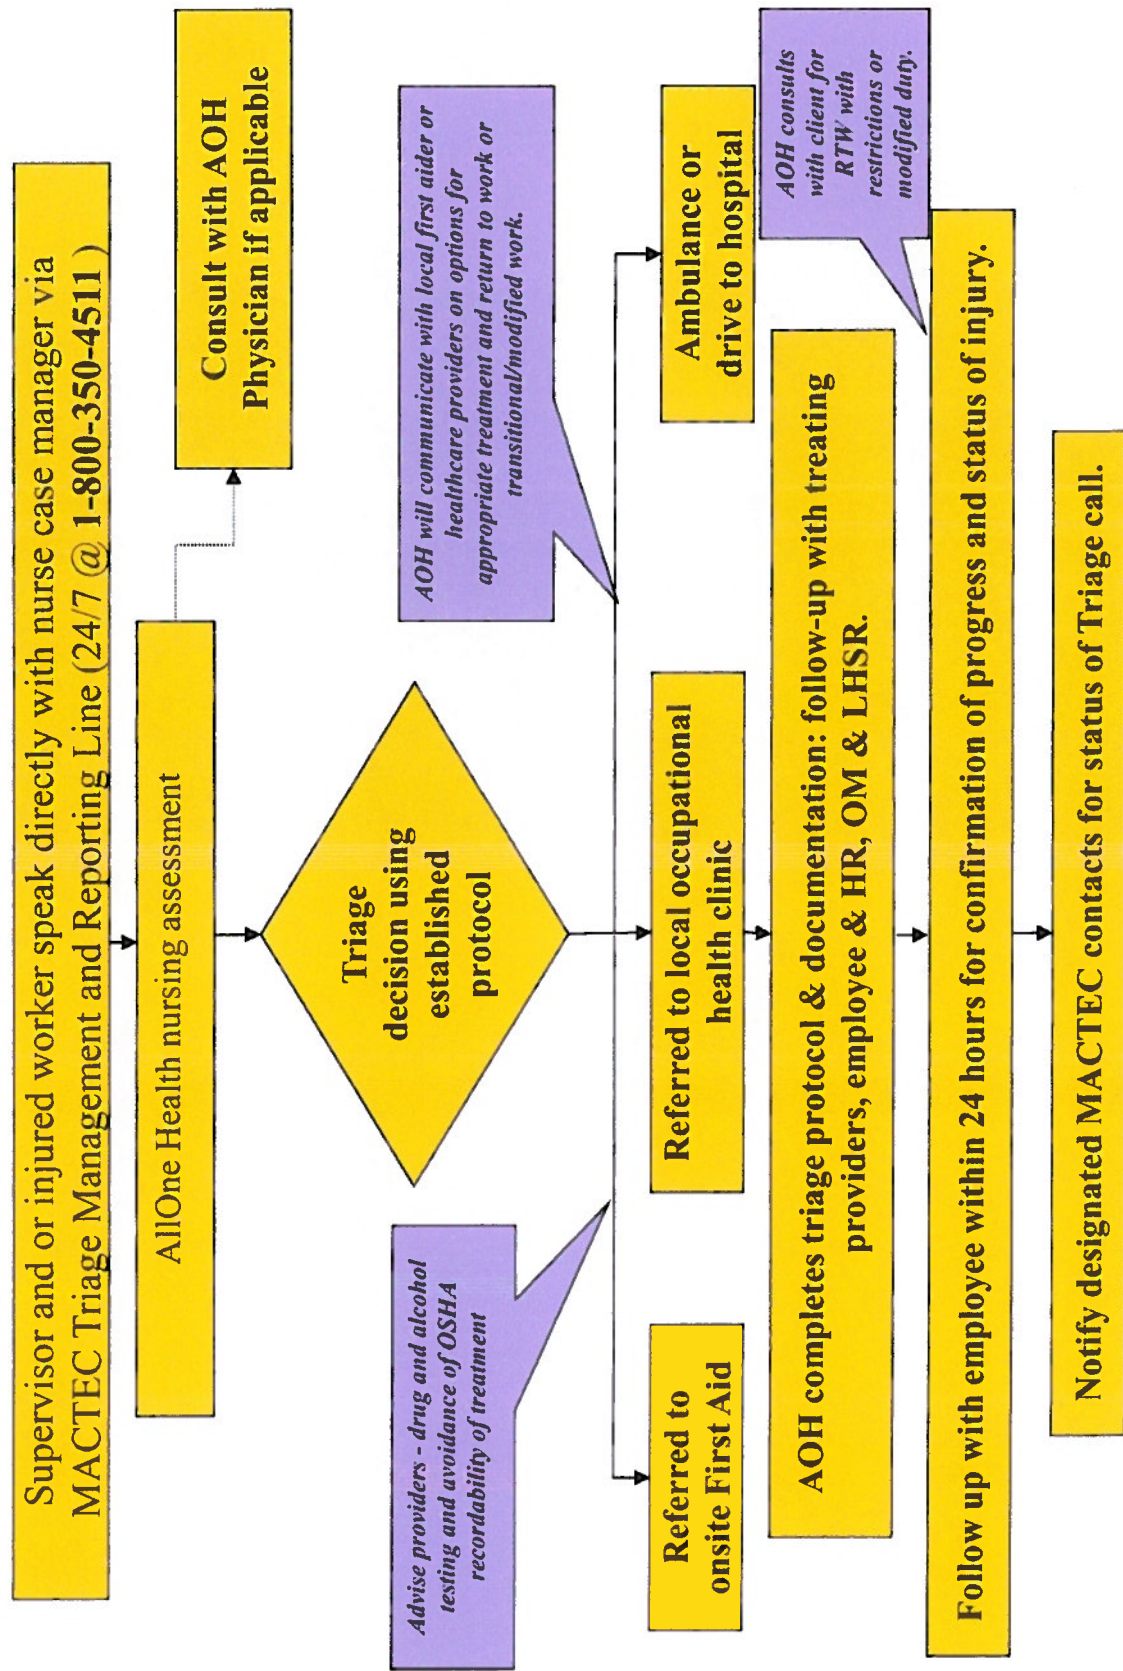 Supervisor and or injured worker speak directly with nurse case manager via
MACTEC Triage Management and Reporting Line (24/7 @ 1-800-350-4511)
AllOne Health nursing assessment
Consult with AOH
Physician if applicable
Triage
decision using
established
protocol
Advise providers - drug and alcohol
testing and avoidance of OSHA
recordability of treatment
AOH will communicate with local first aider or
healthcare providers on options for
appropriate treatment and return to work or
transitional/modified work.
Referred to
onsite First Aid
Referred to local occupational
health clinic
Ambulance or
drive to hospital
AOH completes triage protocol & documentation: follow-up with treating
providers, employee & HR, OM & LHSR.
AOH consults
with client for
RTW with
restrictions or
modified duty.
Follow up with employee within 24 hours for confirmation of progress and status of injury.
Notify designated MACTEC contacts for status of Triage call.